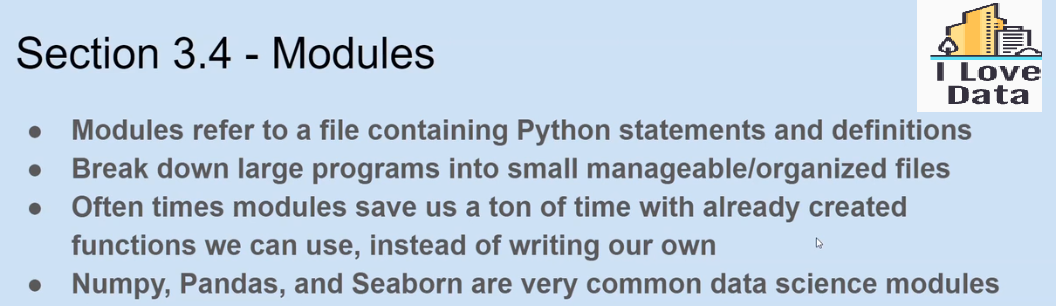 Section 3.4 - Modules
I Love
Data
● Modules refer to a file containing Python statements and definitions
● Break down large programs into small manageable/organized files
● Often times modules save us a ton of time with already created
functions we can use, instead of writing our own
● Numpy, Pandas, and Seaborn are very common data science modules